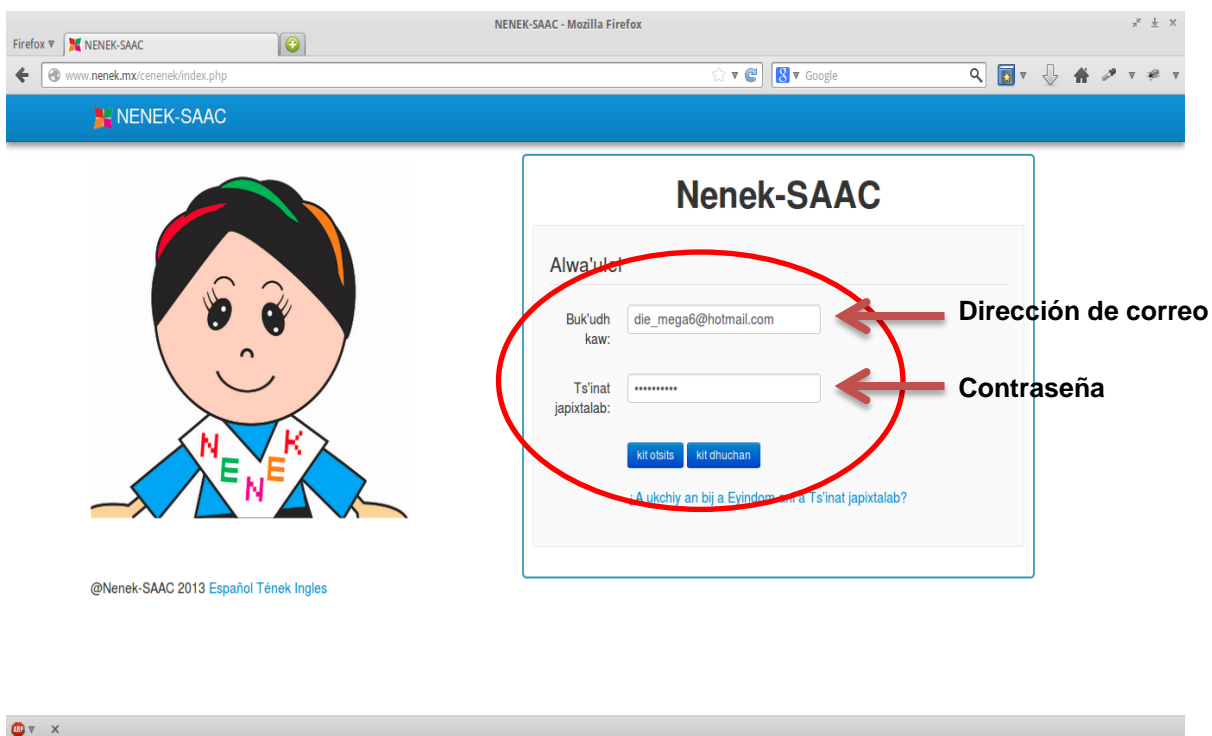 NENEK-SAAC - Mozilla Firefox
Firefox NENEK-SAAC
www.nenek.mx/cenenek/index.php Google
NENEK-SAAC
NENEK
Nenek-SAAC
Buk'udh
kaw:
die_mega6@hotmail.com
Dirección de correo
Ts'inat
japixtalab:
••••••••••
Contraseña
kit otsits kit dhuchan
¿A ukchiy an bij a Eyindom ani a Ts'inat japixtalab?
@Nenek-SAAC 2013 Español Tének Ingles
ABP